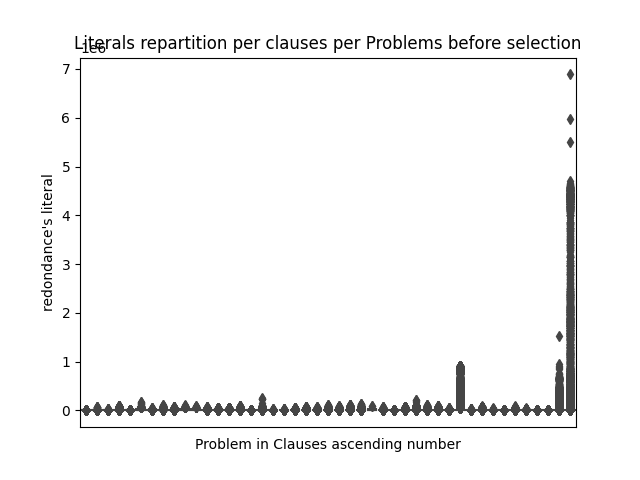 Literals repartition per clauses per Problems before selection
1e6
7
6
5
4
3
2
1
0
redondance's literal
Problem in Clauses ascending number